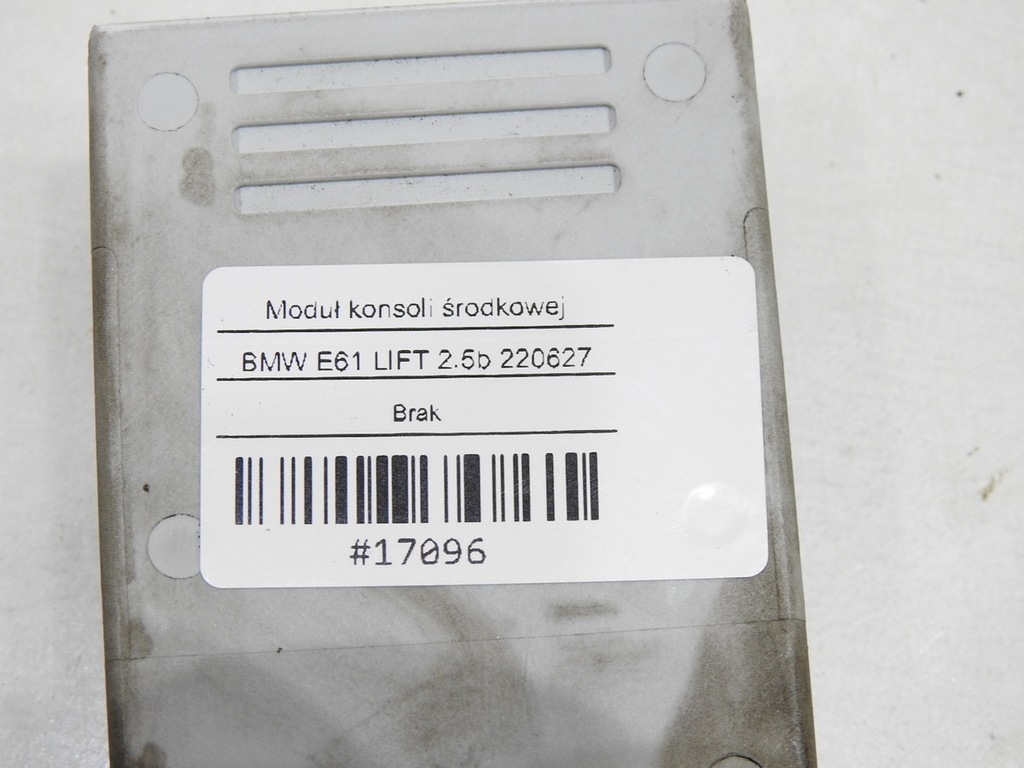 Moduł konsoli środkowej
BMW E61 LIFT 2.5b 220627
Brak
#17096